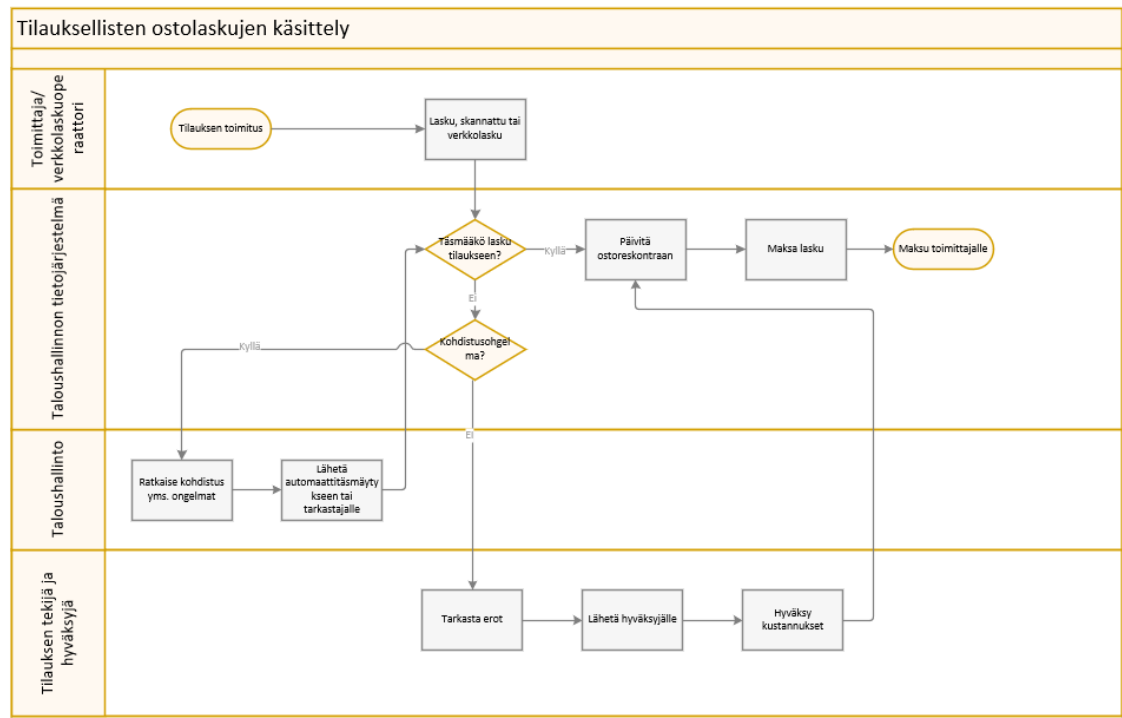 Tilauksellisten ostolaskujen käsittely
Toimittaja/
verkkolaskuope
raattori
Tilauksen toimitus
Lasku, skannattu tai
verkkolasku
Taloushallinnon tietojärjestelmä
Täsmääkö lasku
tilaukseen?
Kyllä
Päivitä
ostoreskontraan
Maksa lasku
Maksu toimittajalle
Ei
Kohdistusohgel
ma?
Kyllä
Ei
Taloushallinto
Ratkaise kohdistus
yms. ongelmat
Lähetä
automaattitäsmäyty
kseen tai
tarkastajalle
Tilauksen tekijä ja
hyväksyjä
Tarkasta erot
Lähetä hyväksyjälle
Hyväksy
kustannukset